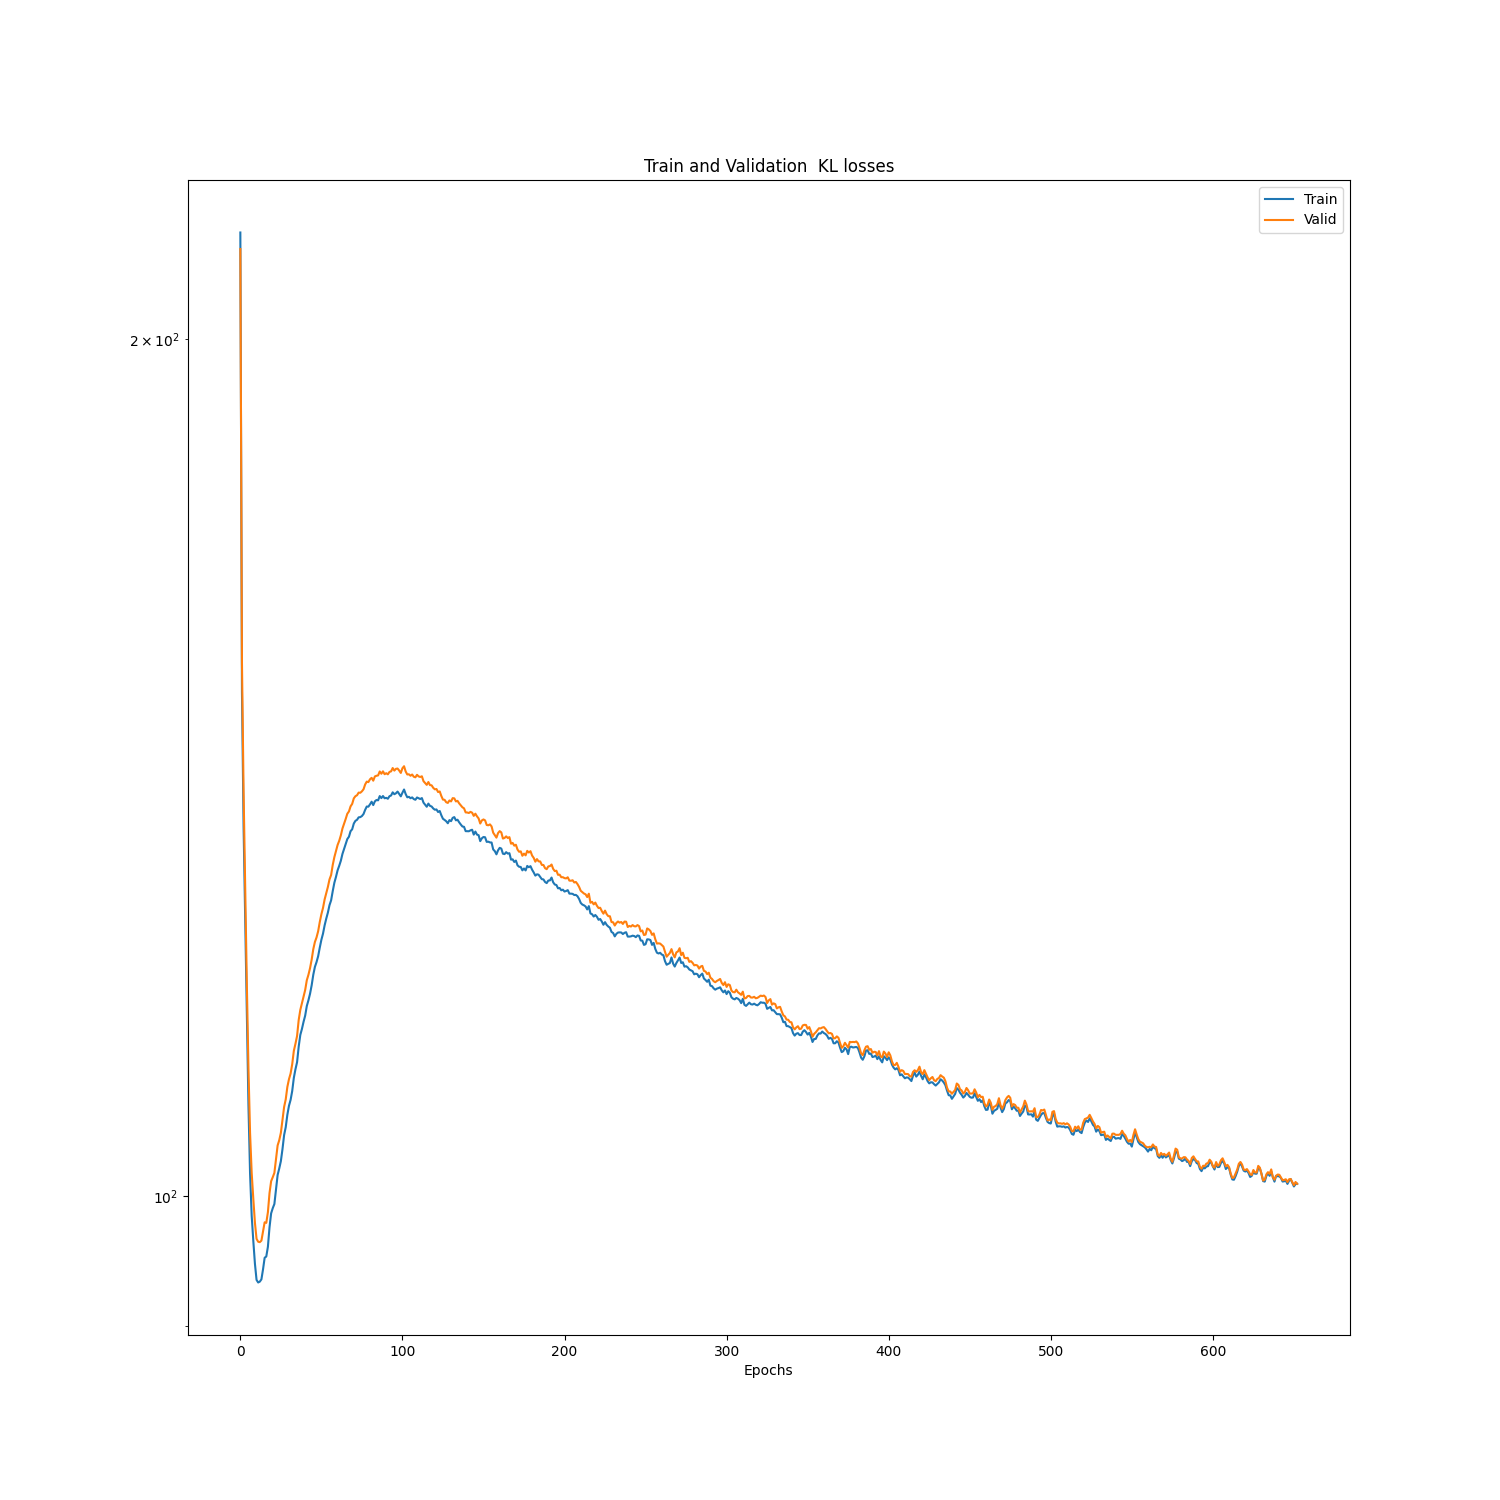 Train and Validation  KL losses
Train
Valid
2 × 10²
10²
0 100 200 300 400 500 600
Epochs